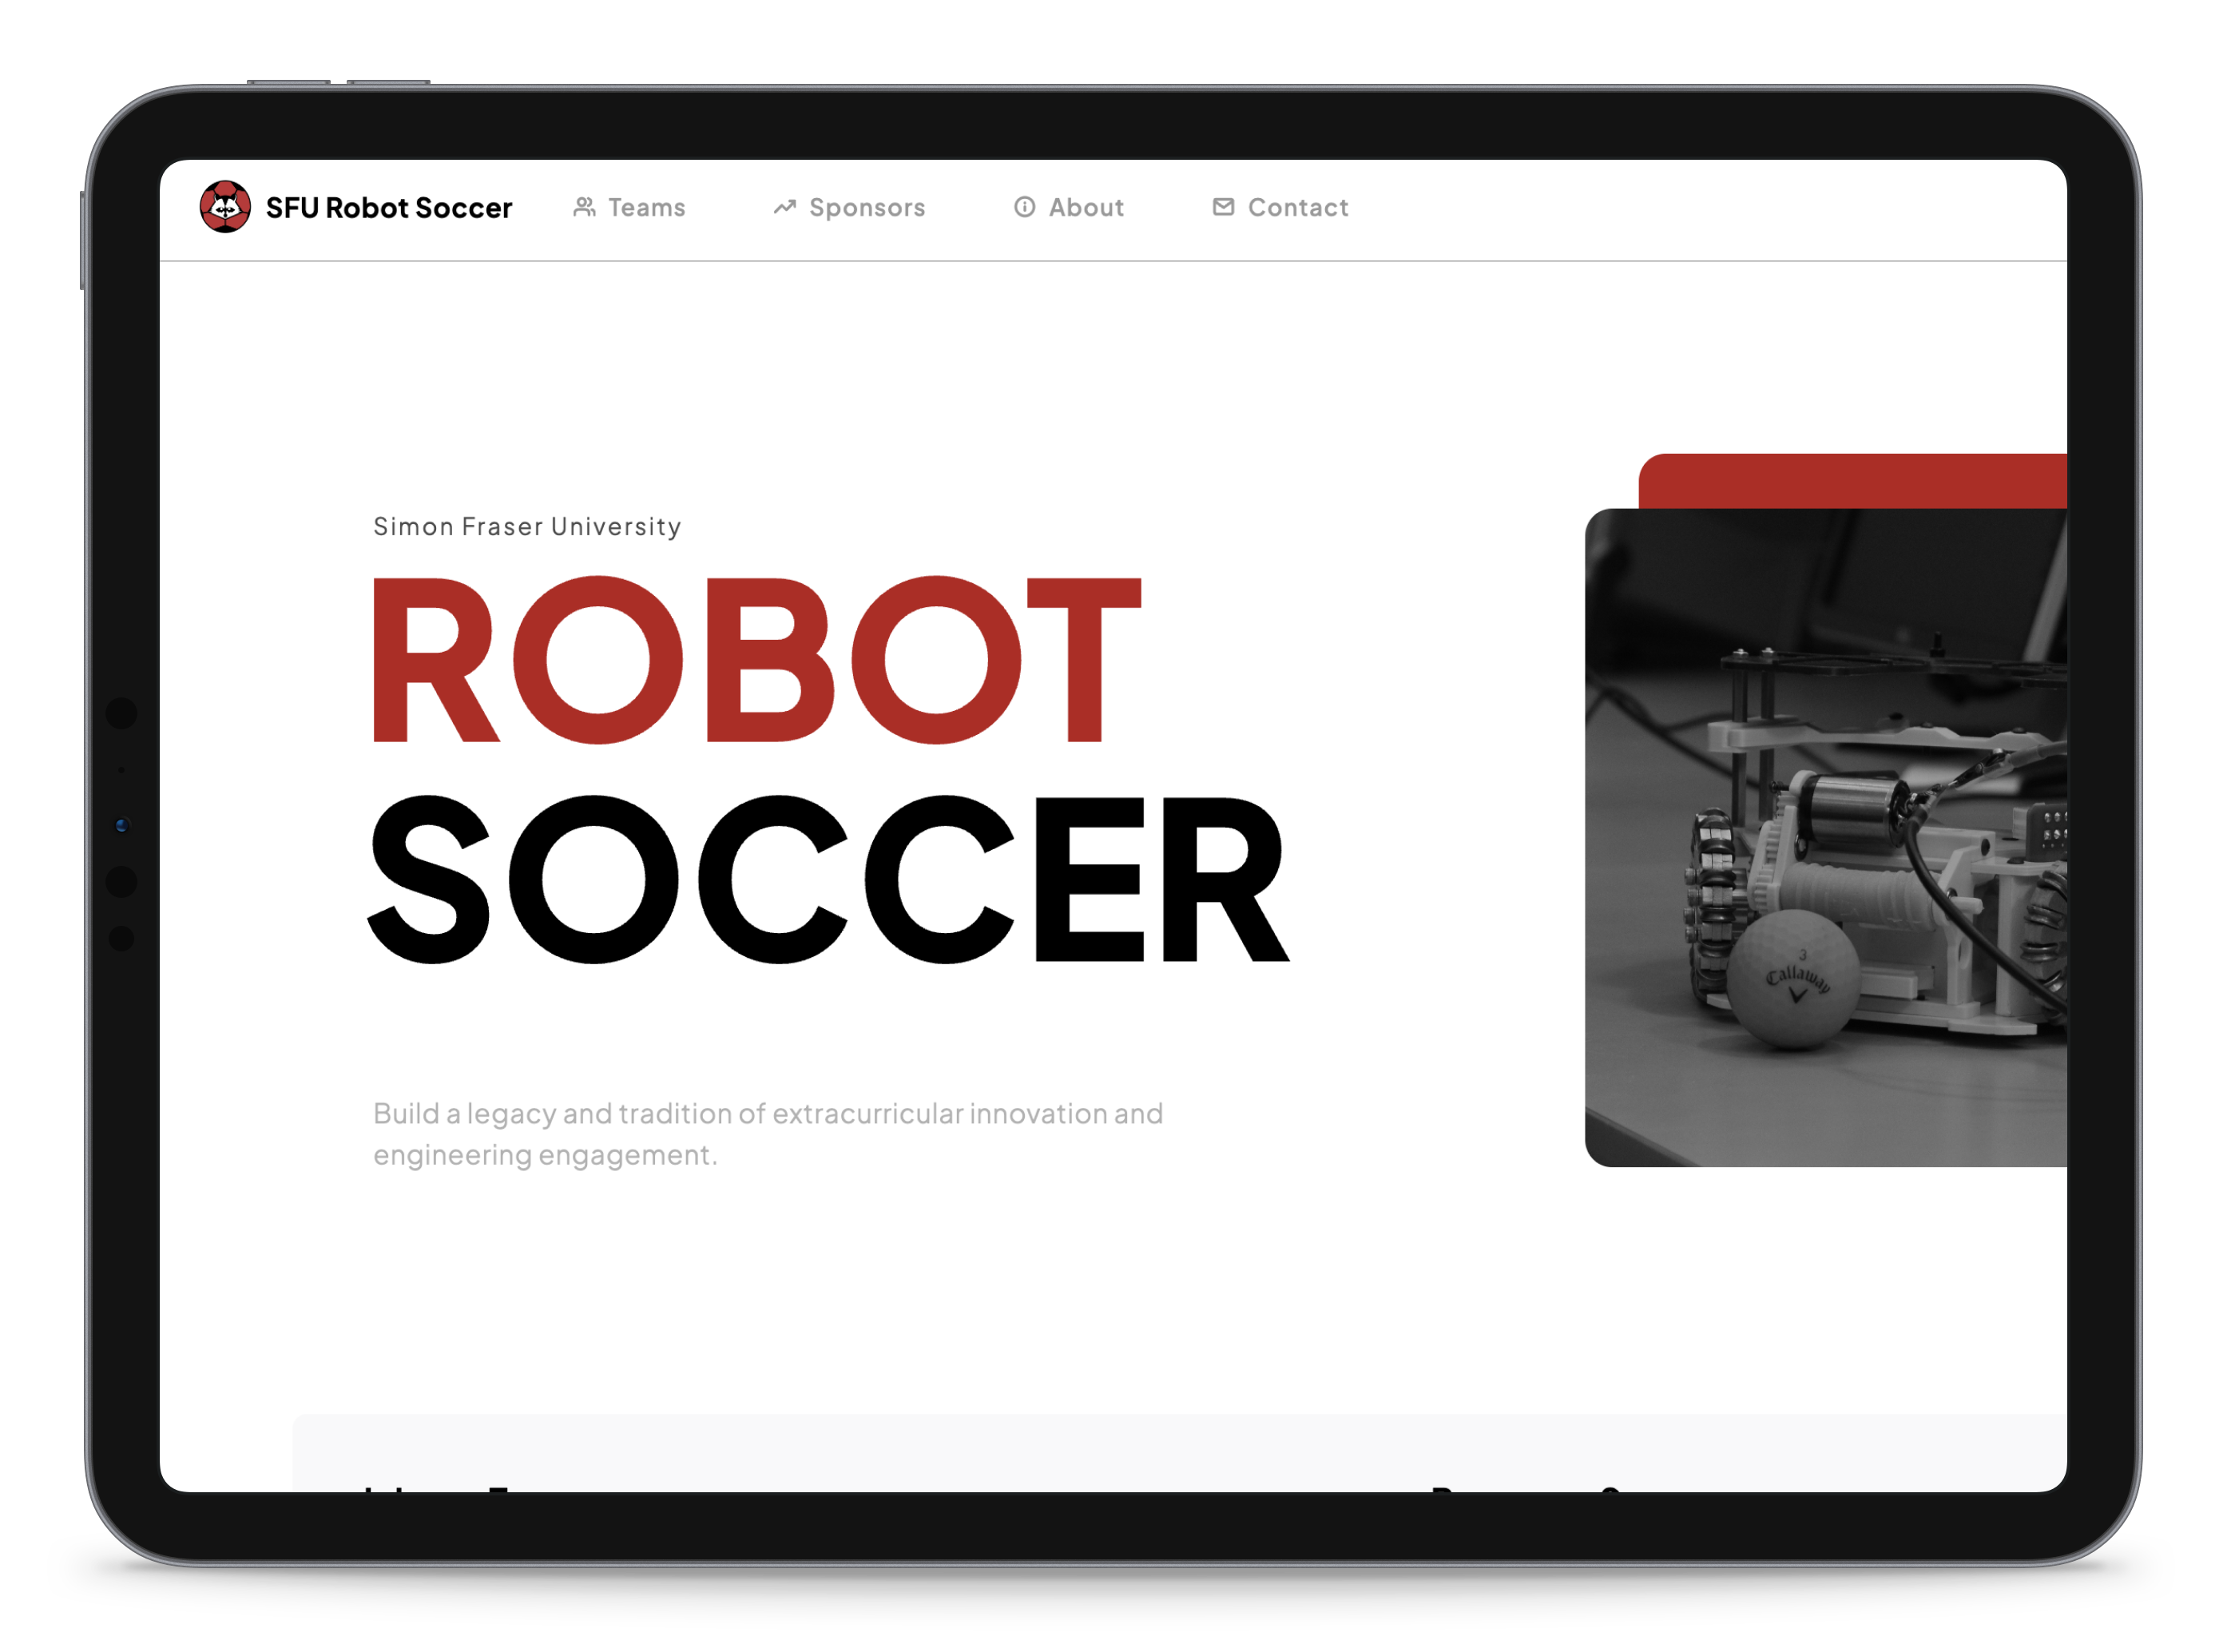 SFU Robot Soccer
Teams
Sponsors
About
Contact
Simon Fraser University
ROBOT
SOCCER
3
Callaway
Build a legacy and tradition of extracurricular innovation and
engineering engagement.